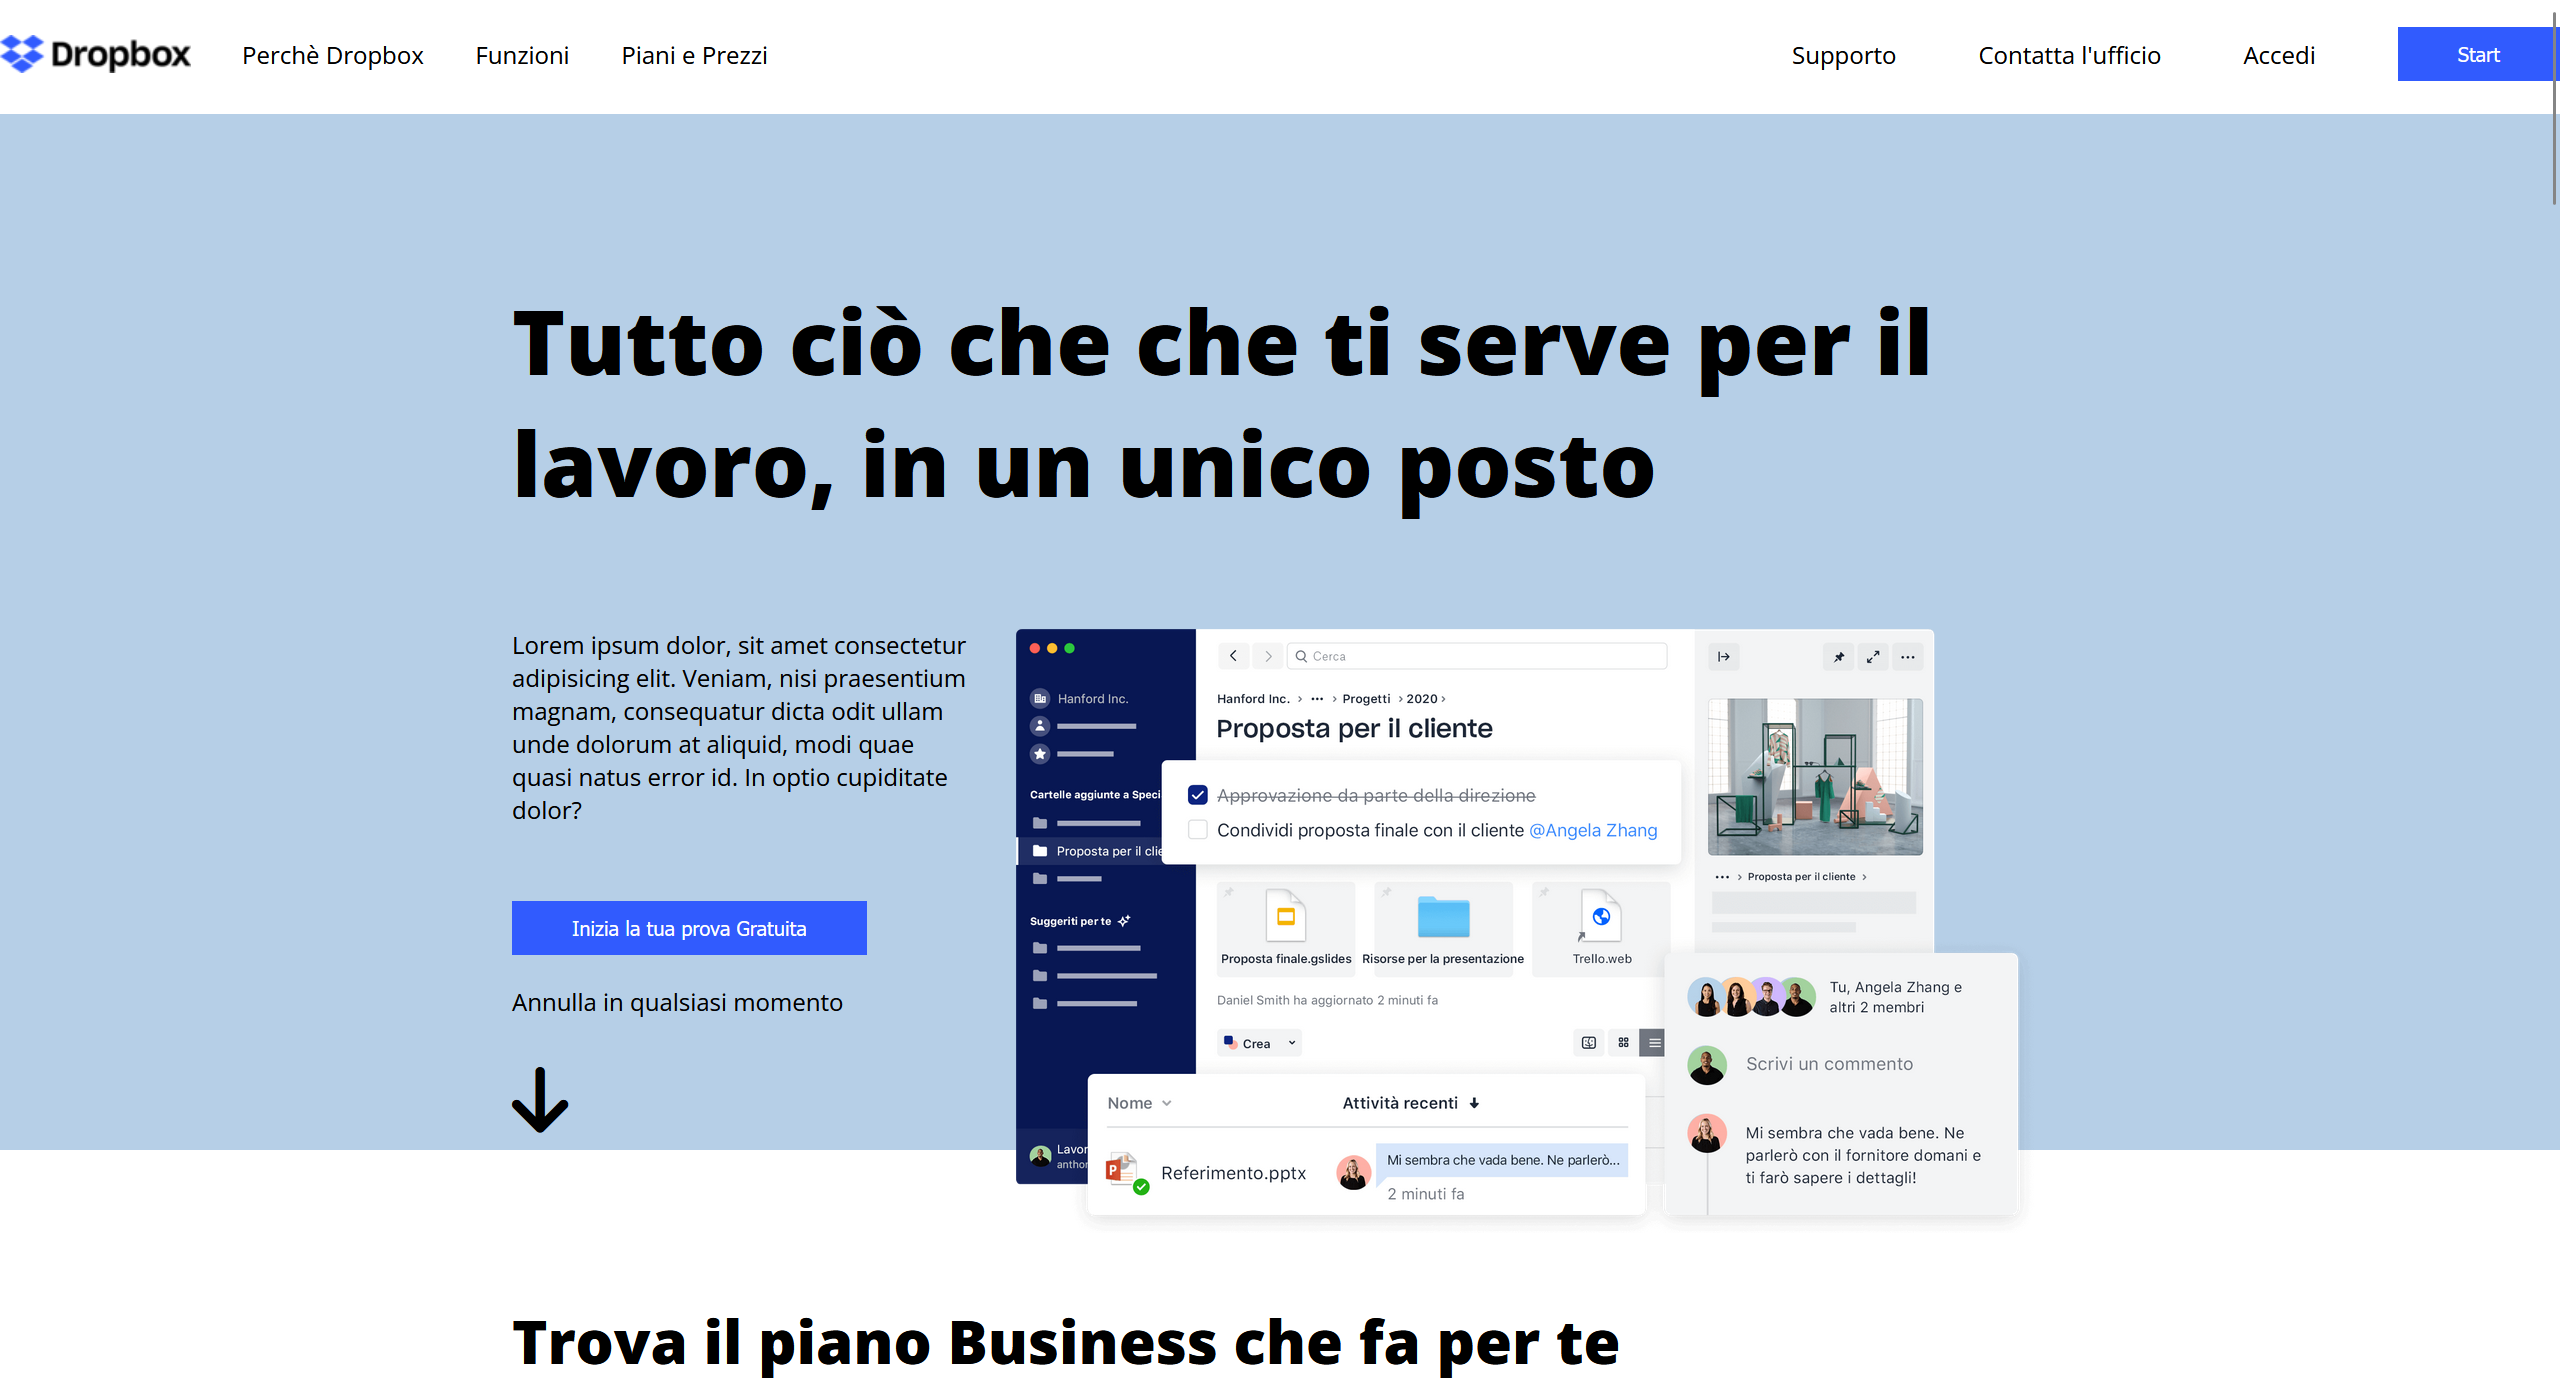 Dropbox Perchè Dropbox Funzioni Piani e Prezzi Supporto Contatta l'ufficio Accedi Start
Tutto ciò che che ti serve per il
lavoro, in un unico posto
Lorem ipsum dolor, sit amet consectetur
adipisicing elit. Veniam, nisi praesentium
magnam, consequatur dicta odit ullam
unde dolorum at aliquid, modi quae
quasi natus error id. In optio cupiditate
dolor?
Inizia la tua prova Gratuita
Annulla in qualsiasi momento
Hanford Inc.
Cartelle aggiunte a Speci
Proposta per il clie
Suggeriti per te
Lavor
anthor
Cerca
Hanford Inc. > ··· > Progetti > 2020 >
Proposta per il cliente
Approvazione da parte della direzione
Condividi proposta finale con il cliente @Angela Zhang
Proposta finale.gslides Risorse per la presentazione Trello.web
Daniel Smith ha aggiornato 2 minuti fa
Crea
Nome Attività recenti
Referimento.pptx
Mi sembra che vada bene. Ne parlerò...
2 minuti fa
··· > Proposta per il cliente >
Tu, Angela Zhang e
altri 2 membri
Scrivi un commento
Mi sembra che vada bene. Ne
parlerò con il fornitore domani e
ti farò sapere i dettagli!
Trova il piano Business che fa per te